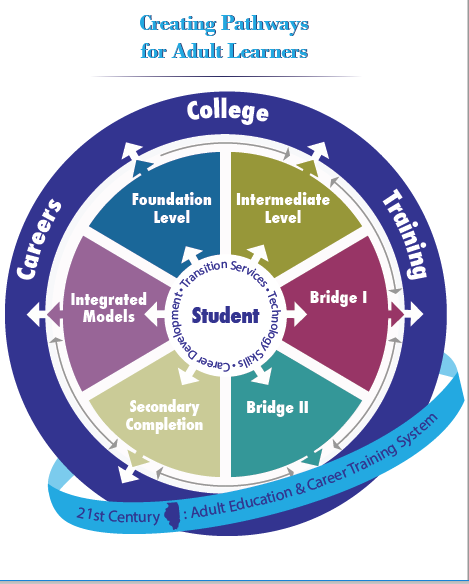 Creating Pathways
for Adult Learners
College
Careers
Training
Foundation
Level
Intermediate
Level
Integrated
Models
Bridge I
Secondary
Completion
Bridge II
Student
Career Development • Transition Services • Technology Skills •
21st Century : Adult Education & Career Training System